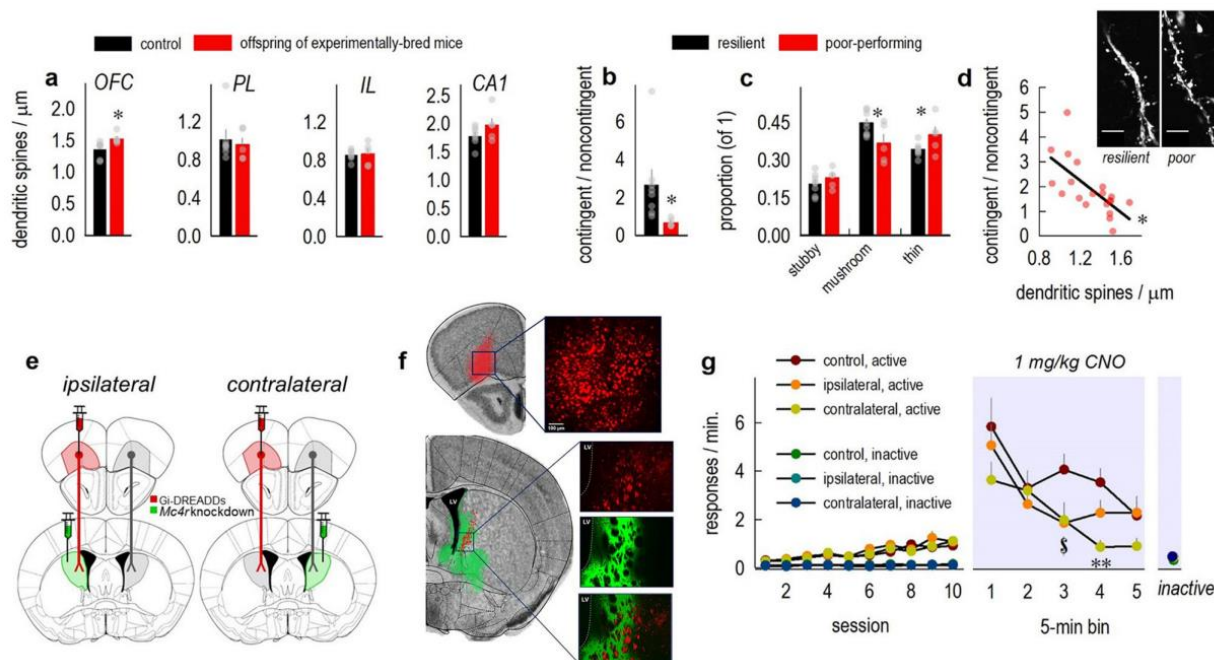 control
offspring of experimentally-bred mice
resilient
poor-performing
a
OFC
PL
IL
CA1
dendritic spines / μm
2.0
1.5
1.0
0.5
0.0
*
1.2
0.8
0.4
0.0
1.2
0.8
0.4
0.0
2.5
2.0
1.5
1.0
0.5
0.0
b
contingent / noncontingent
6
4
2
0
*
c
proportion (of 1)
0.45
0.30
0.15
0.00
*
*
stubby
mushroom
thin
d
resilient
poor
contingent / noncontingent
6
5
4
3
2
1
0
*
0.8
1.2
1.6
dendritic spines / μm
e
ipsilateral
contralateral
Gi-DREADDs
Mc4r knockdown
f
100 μm
LV
LV
LV
LV
g
control, active
ipsilateral, active
contralateral, active
control, inactive
ipsilateral, inactive
contralateral, inactive
responses / min.
6
4
2
0
2
4
6
8
10
session
1 mg/kg CNO
**
1
2
3
4
5
5-min bin
inactive